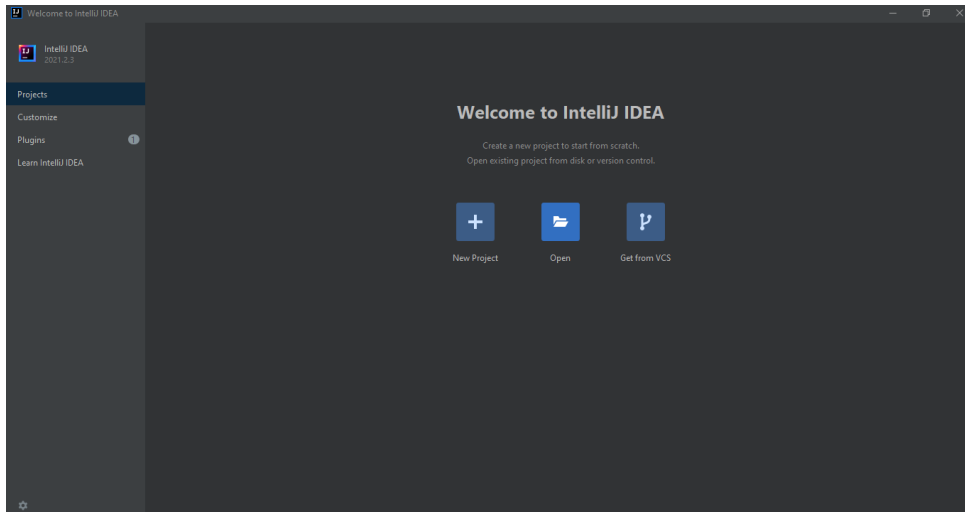 Welcome to IntelliJ IDEA
IntelliJ IDEA
2021.2.3
Projects
Customize
Plugins 1
Learn IntelliJ IDEA
Welcome to IntelliJ IDEA
Create a new project to start from scratch.
Open existing project from disk or version control.
New Project Open Get from VCS